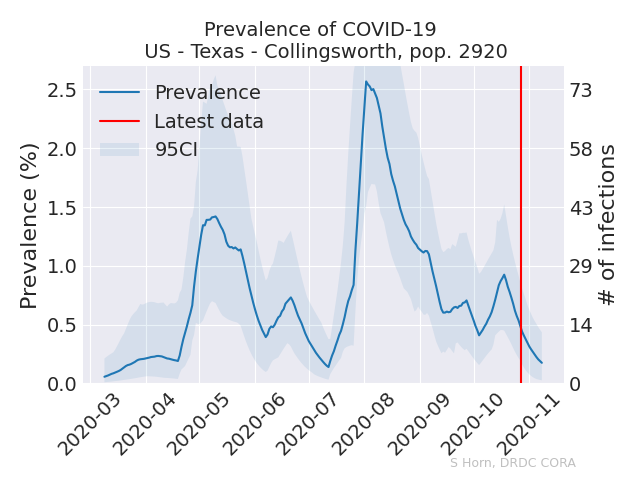 Prevalence of COVID-19
US - Texas - Collingsworth, pop. 2920
Prevalence (%)
2.5
2.0
1.5
1.0
0.5
0.0
Prevalence
Latest data
95CI
73
58
43
29
14
0
# of infections
2020-03
2020-04
2020-05
2020-06
2020-07
2020-08
2020-09
2020-10
2020-11
S Horn, DRDC CORA